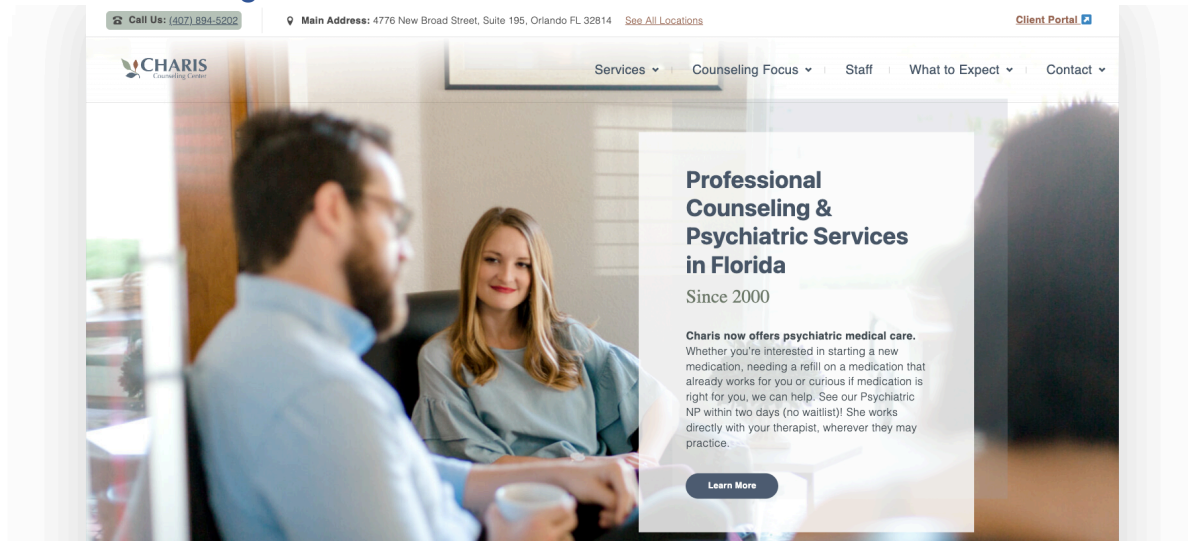 Call Us: (407) 894-5202
Main Address: 4776 New Broad Street, Suite 195, Orlando FL 32814 See All Locations
Client Portal
CHARIS
Counseling Center
Services
Counseling Focus
Staff
What to Expect
Contact
Professional
Counseling &
Psychiatric Services
in Florida
Since 2000
Charis now offers psychiatric medical care.
Whether you're interested in starting a new
medication, needing a refill on a medication that
already works for you or curious if medication is
right for you, we can help. See our Psychiatric
NP within two days (no waitlist)! She works
directly with your therapist, wherever they may
practice.
Learn More